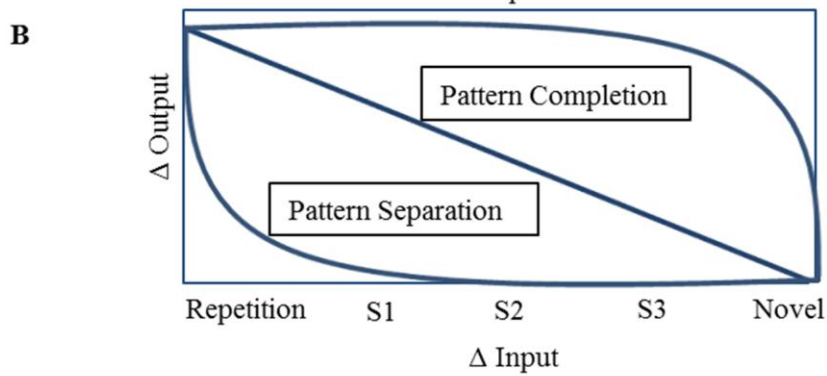 B
Δ Output
Pattern Completion
Pattern Separation
Repetition S1 S2 S3 Novel
Δ Input